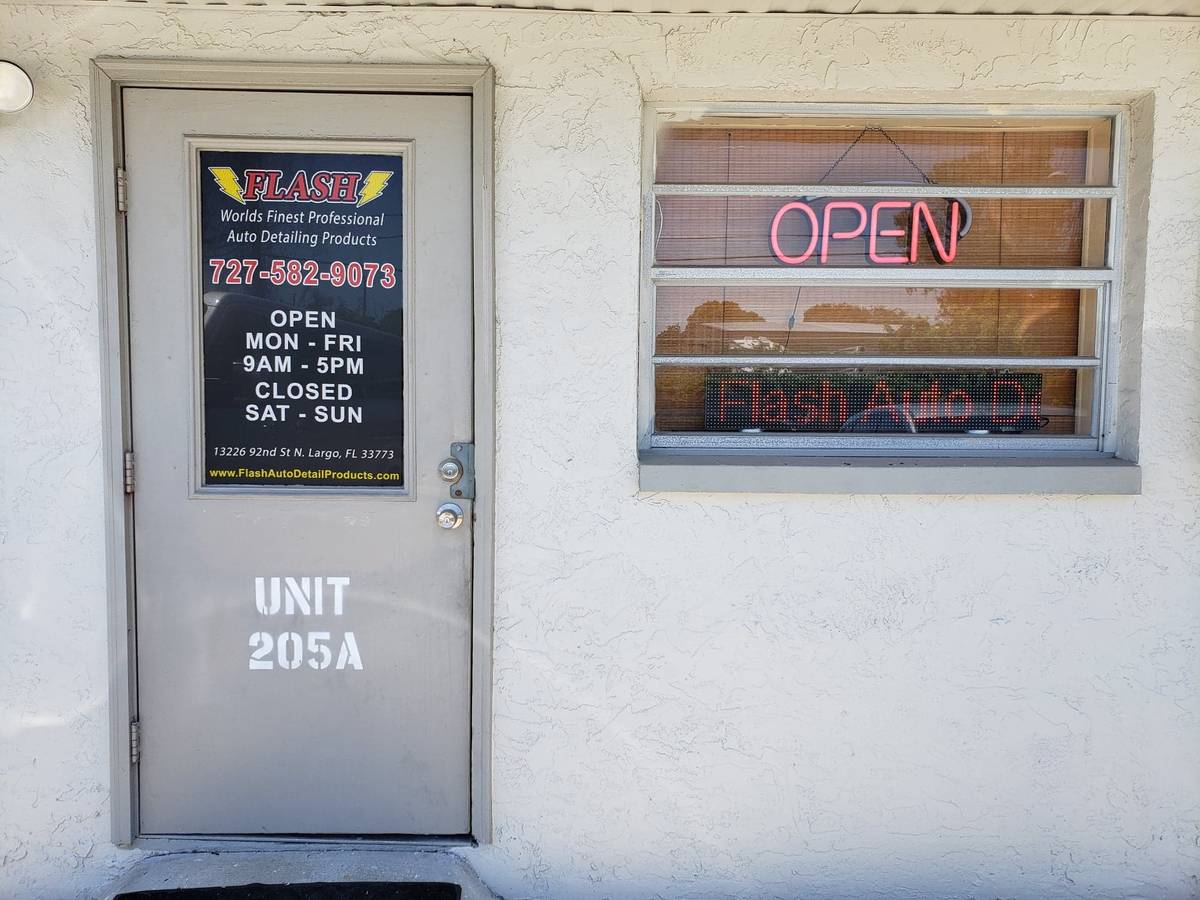 FLASH
Worlds Finest Professional
Auto Detailing Products
727-582-9073
OPEN
MON - FRI
9AM - 5PM
CLOSED
SAT - SUN
13226 92nd St N. Largo, FL 33773
www.FlashAutoDetailProducts.com
UNIT
205A
OPEN
Flash Auto